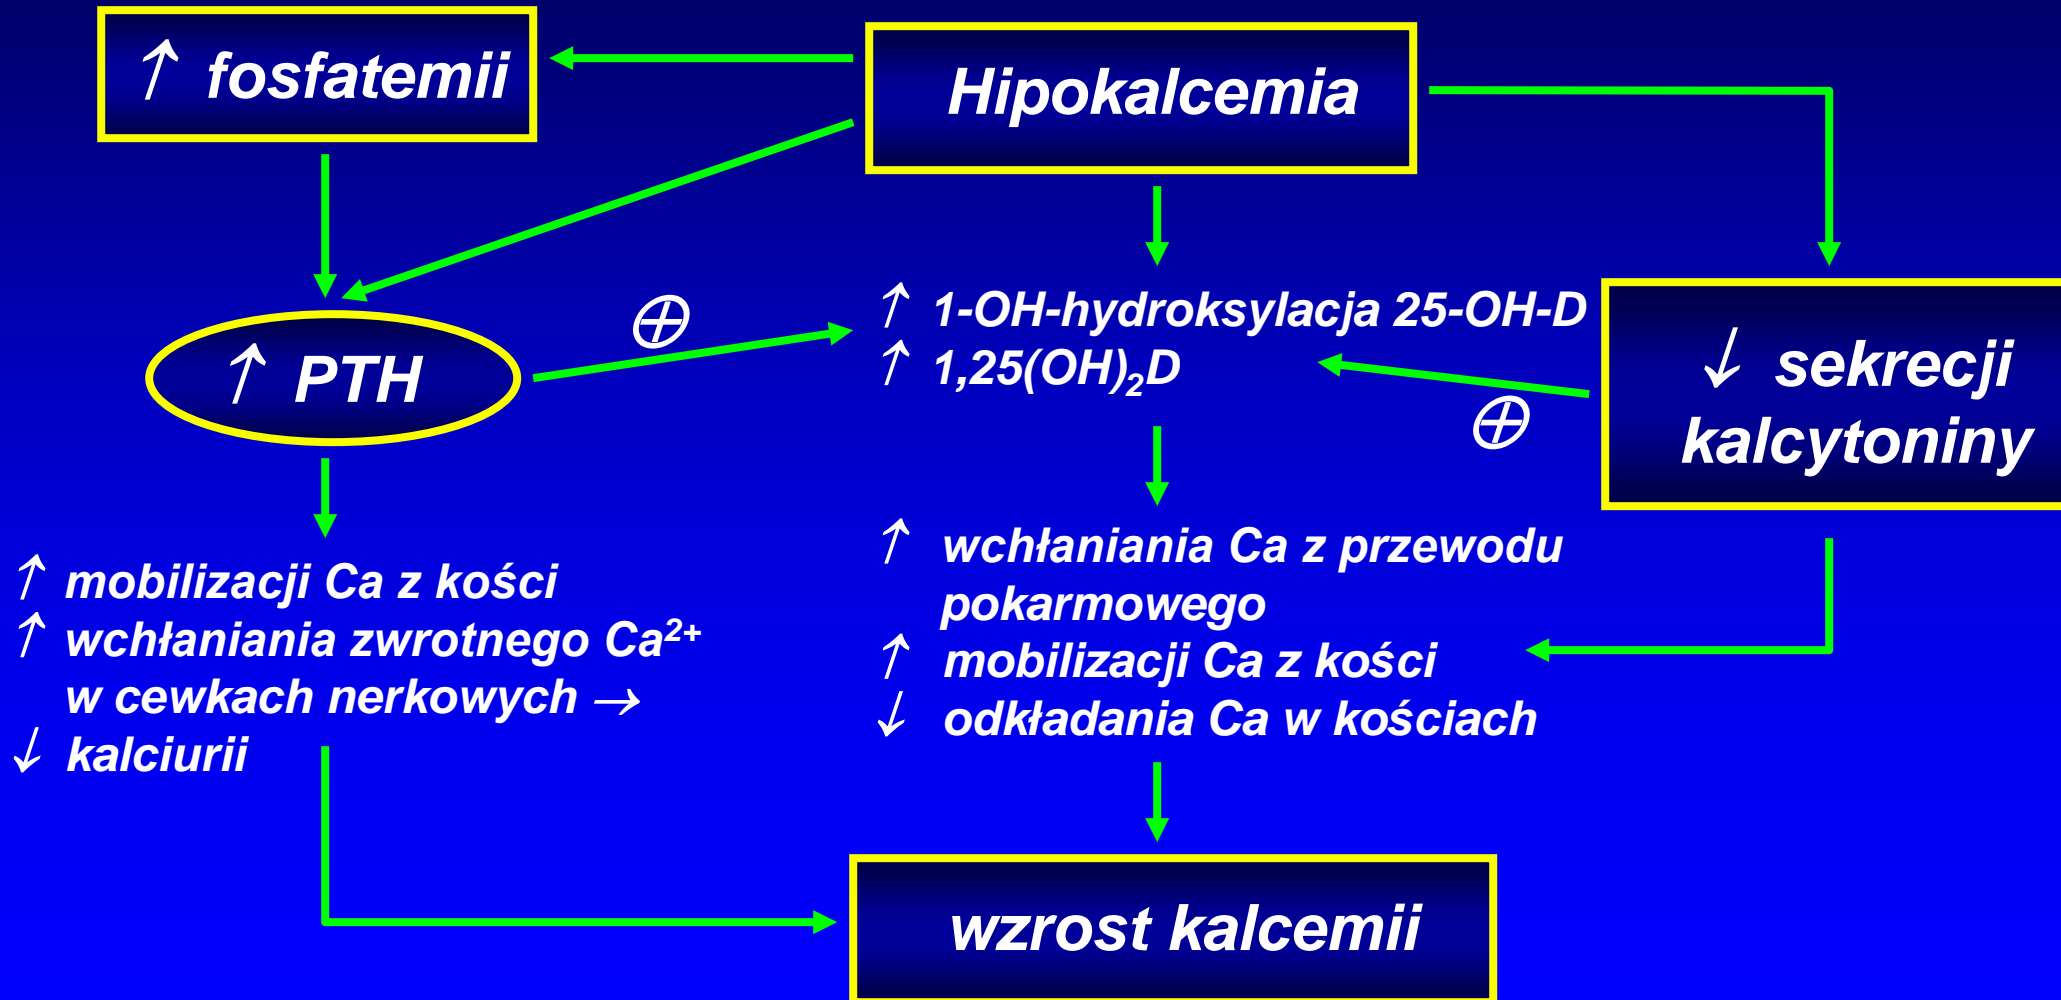 ↑ fosfatemii
Hipokalcemia
↑ PTH
⊕
↑ 1-OH-hydroksylacja 25-OH-D
↑ 1,25(OH)₂D
⊕
↓ sekrecji
kalcytoniny
↑ mobilizacji Ca z kości
↑ wchłaniania zwrotnego Ca²⁺
w cewkach nerkowych →
↓ kalciurii
↑ wchłaniania Ca z przewodu
pokarmowego
↑ mobilizacji Ca z kości
↓ odkładania Ca w kościach
wzrost kalcemii